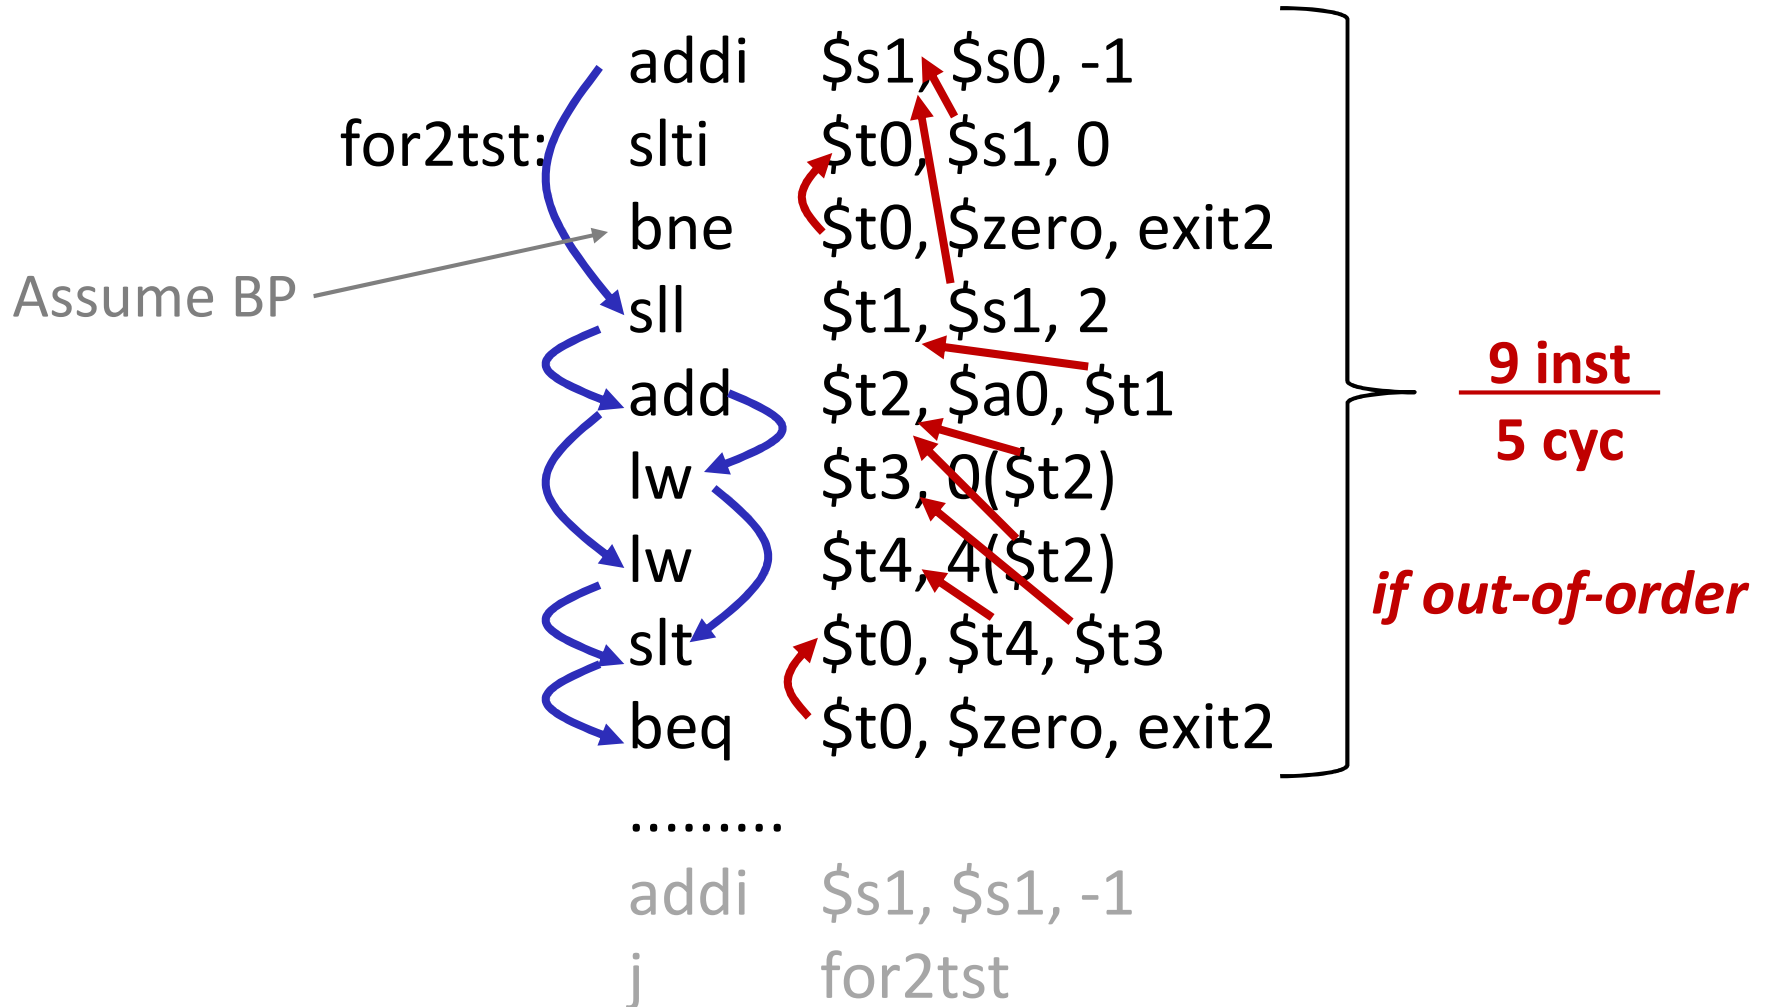 addi $s1, $s0, -1
for2tst: slti $t0, $s1, 0
bne $t0, $zero, exit2
Assume BP
sll $t1, $s1, 2
add $t2, $a0, $t1
lw $t3, 0($t2)
lw $t4, 4($t2)
slt $t0, $t4, $t3
beq $t0, $zero, exit2
.........
addi $s1, $s1, -1
j for2tst
9 inst
5 cyc
if out-of-order